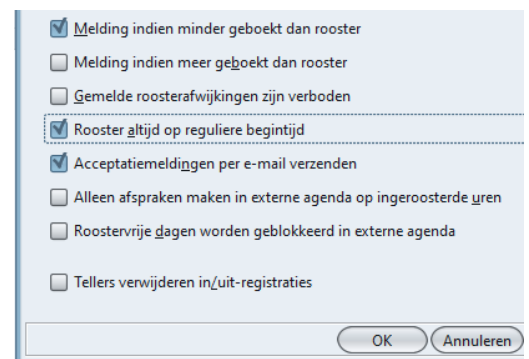 Melding indien minder geboekt dan rooster
Melding indien meer geboekt dan rooster
Gemelde roosterafwijkingen zijn verboden
Rooster altijd op reguliere begintijd
Acceptatiemeldingen per e-mail verzenden
Alleen afspraken maken in externe agenda op ingeroosterde uren
Roostervrije dagen worden geblokkeerd in externe agenda
Tellers verwijderen in/uit-registraties
OK Annuleren